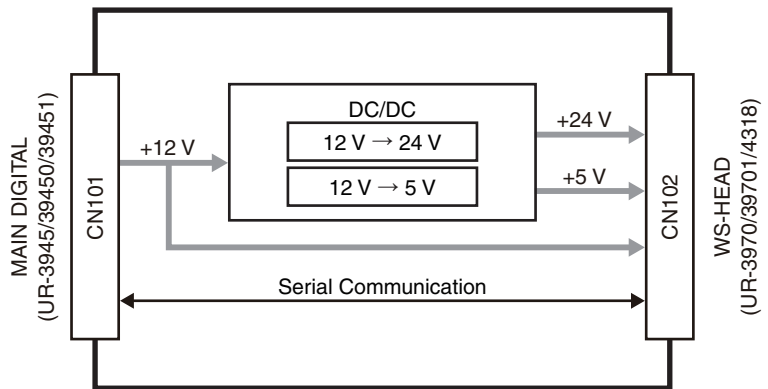 MAIN DIGITAL
(UR-3945/39450/39451)
CN101
+12 V
DC/DC
12 V → 24 V
12 V → 5 V
+24 V
+5 V
Serial Communication
CN102
WS-HEAD
(UR-3970/39701/4318)